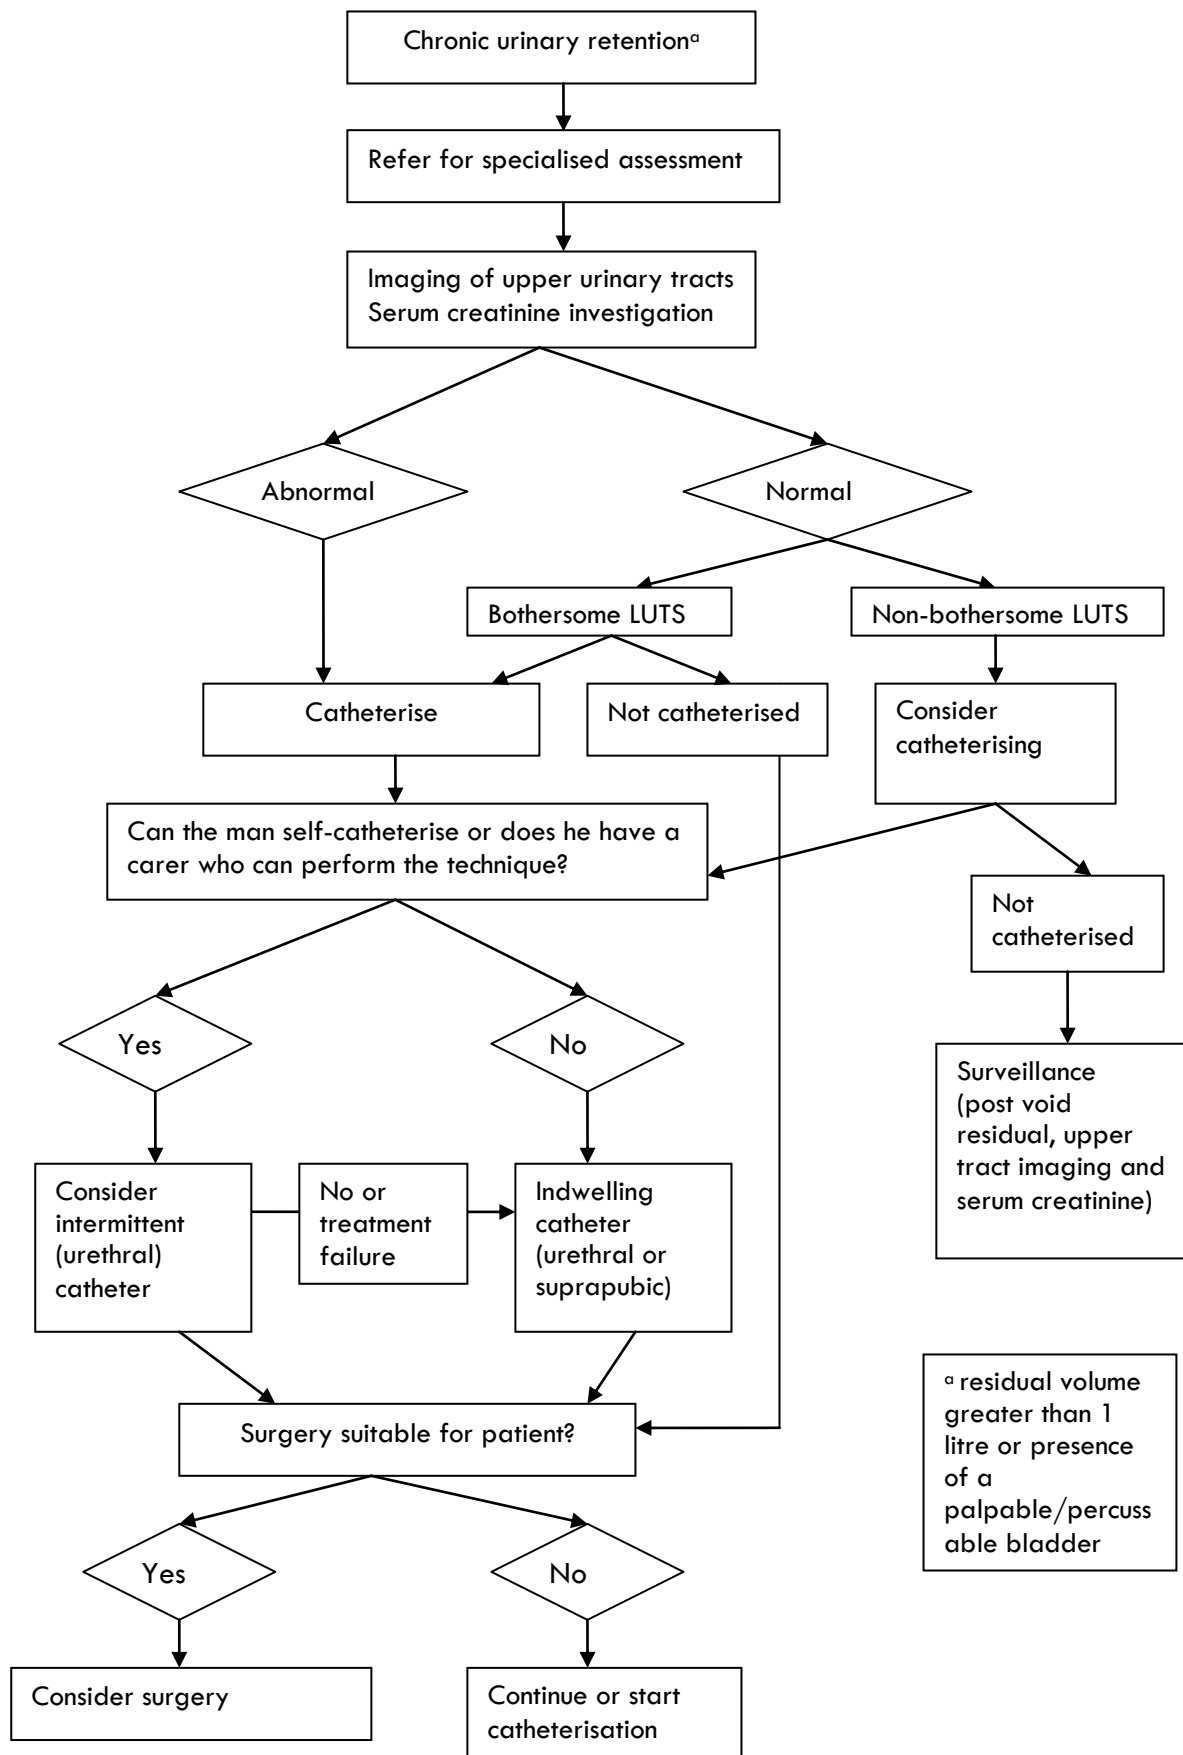 Chronic urinary retentionᵃ
Refer for specialised assessment
Imaging of upper urinary tracts
Serum creatinine investigation
Abnormal
Normal
Bothersome LUTS
Non-bothersome LUTS
Catheterise
Not catheterised
Consider
catheterising
Can the man self-catheterise or does he have a
carer who can perform the technique?
Not
catheterised
Yes
No
Surveillance
(post void
residual, upper
tract imaging and
serum creatinine)
Consider
intermittent
(urethral)
catheter
No or
treatment
failure
Indwelling
catheter
(urethral or
suprapubic)
ᵃ residual volume
greater than 1
litre or presence
of a
palpable/percuss
able bladder
Surgery suitable for patient?
Yes
No
Consider surgery
Continue or start
catheterisation